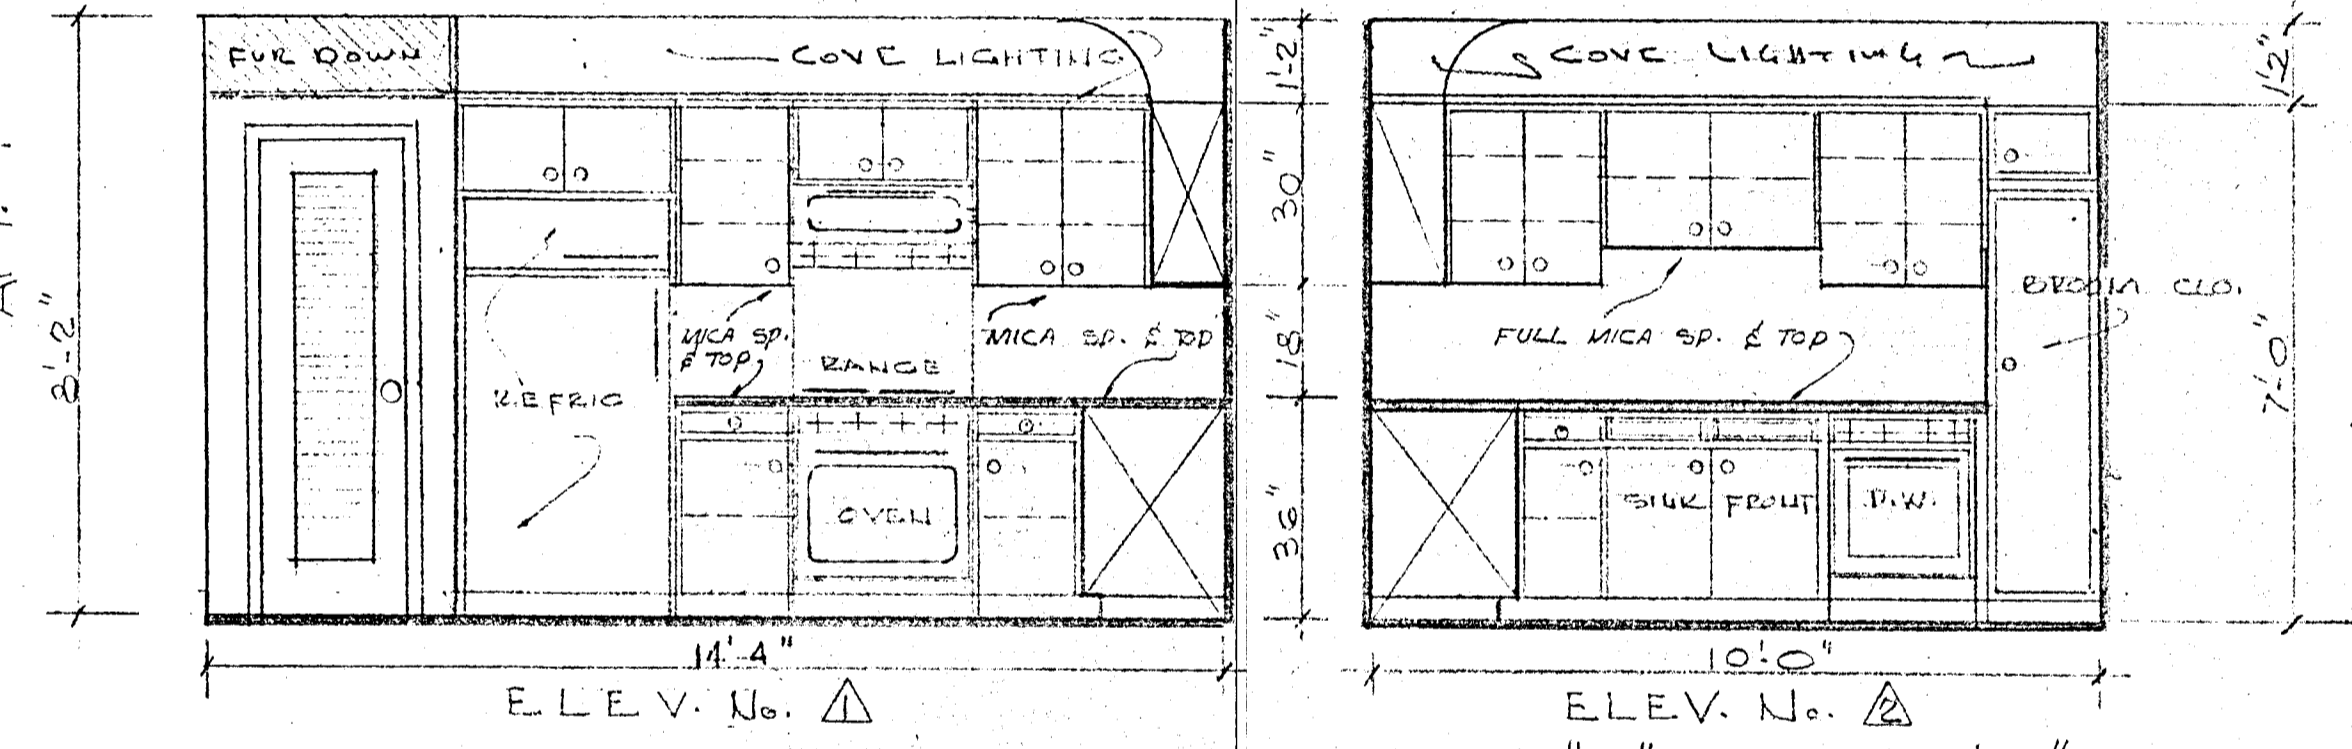 FUR DOWN
COVE LIGHTING
8'-2"
REFRIG
MICA SP.
& TOP
RANGE
MICA SP. & TOP
OVEN
14'-4"
ELEV. No. 1
1'-2"
30"
18"
36"
COVE LIGHTING
1'2"
BROOM CLO.
FULL MICA SP. & TOP
7'-0"
SINK FRONT
D.W.
10'-0"
ELEV. No. 2